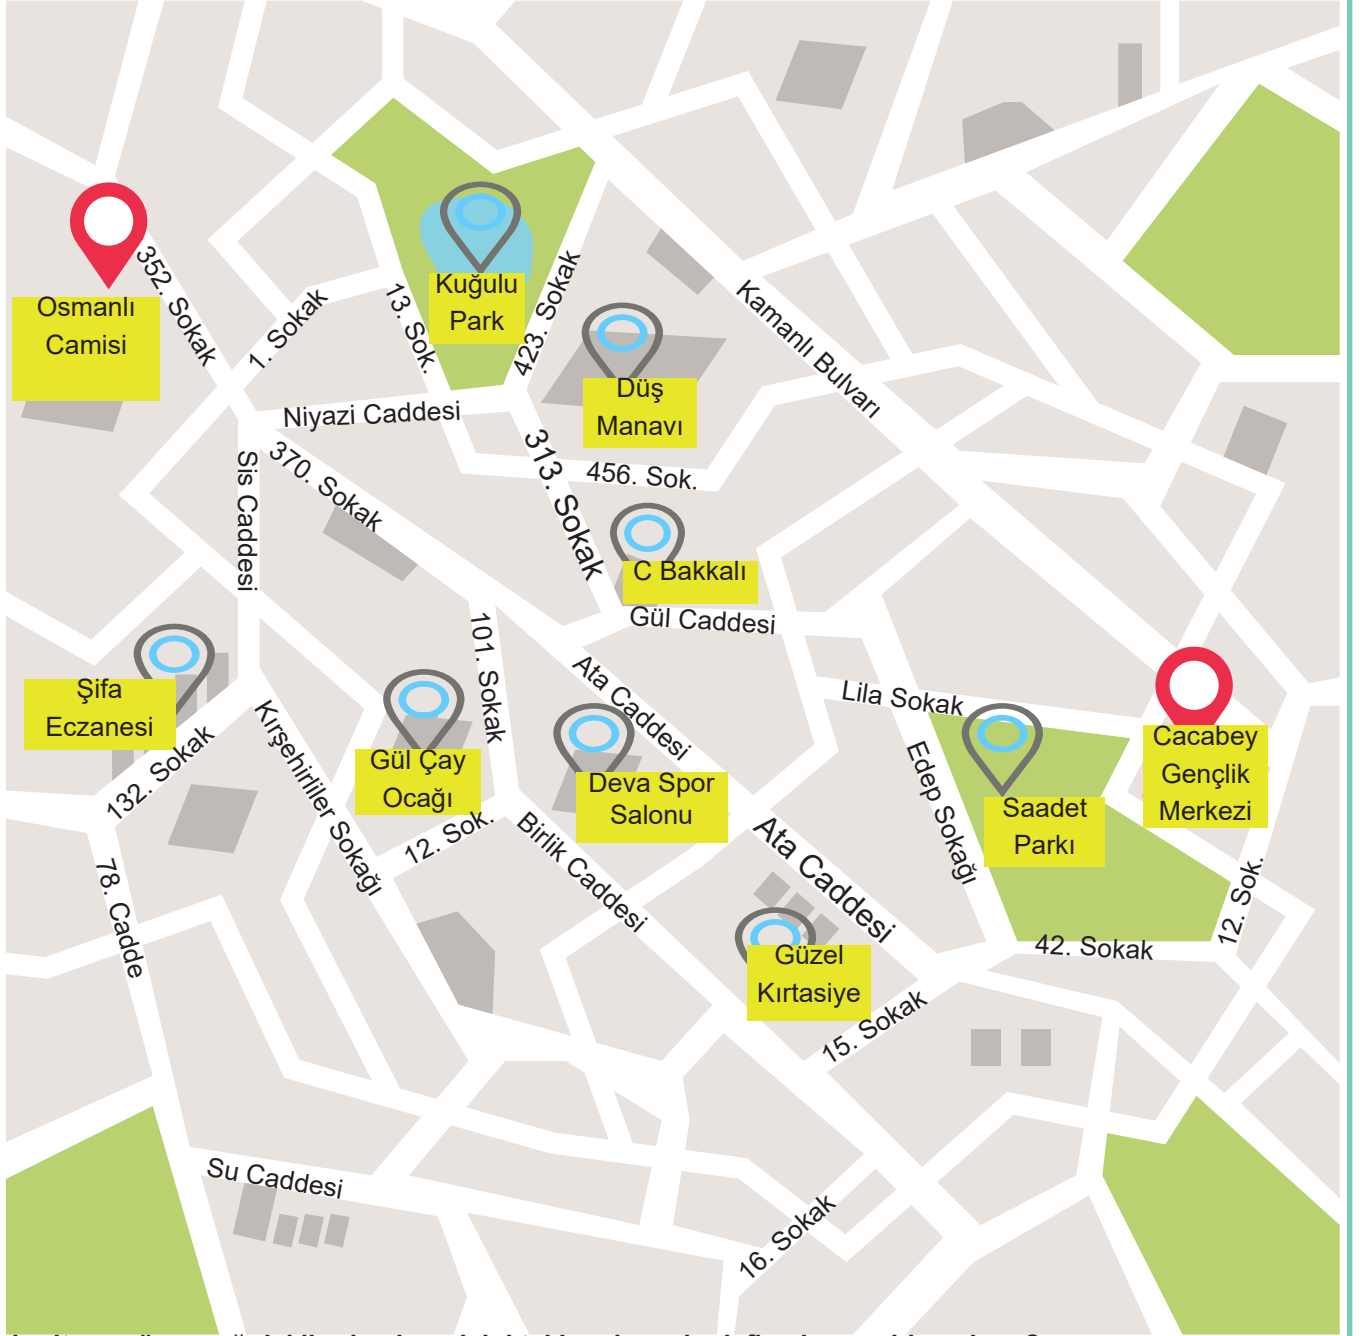 Kuğulu
Park
Osmanlı
Camisi
352. Sokak
1. Sokak
13. Sok.
423. Sokak
Kamanlı Bulvarı
Düş
Manavı
Niyazi Caddesi
370. Sokak
Sis Caddesi
313. Sokak
456. Sok.
C Bakkalı
Gül Caddesi
101. Sokak
Ata Caddesi
Lila Sokak
Şifa
Eczanesi
132. Sokak
Kırşehirliler Sokağı
Gül Çay
Ocağı
Deva Spor
Salonu
Edep Sokağı
Cacabey
Gençlik
Merkezi
Saadet
Parkı
12. Sok.
Birlik Caddesi
Ata Caddesi
78. Cadde
12. Sok.
42. Sokak
Güzel
Kırtasiye
15. Sokak
Su Caddesi
16. Sokak